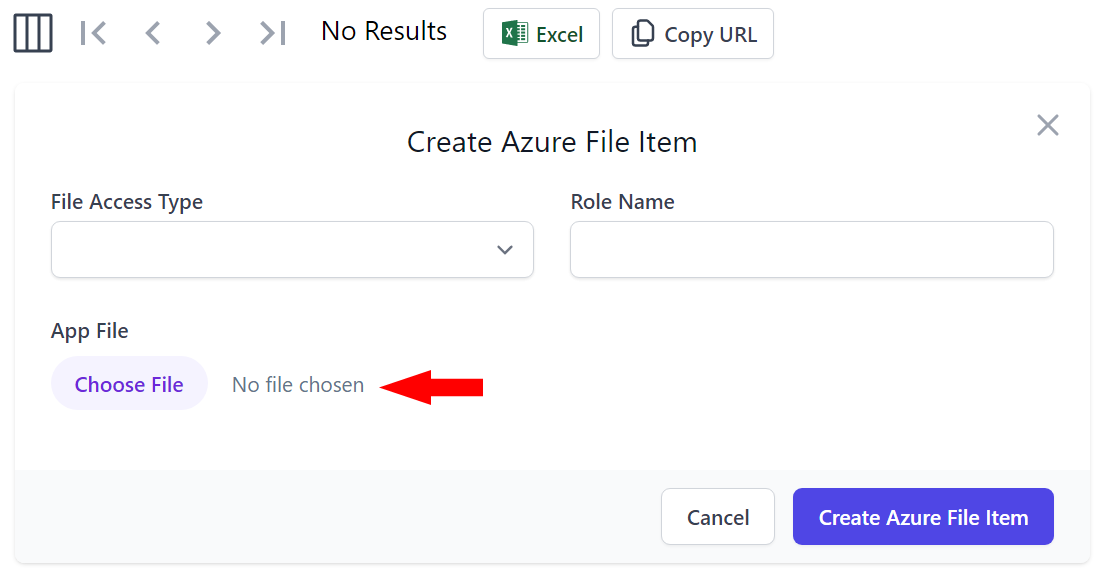 No Results
Excel
Copy URL
Create Azure File Item
File Access Type
Role Name
App File
Choose File No file chosen
Cancel
Create Azure File Item